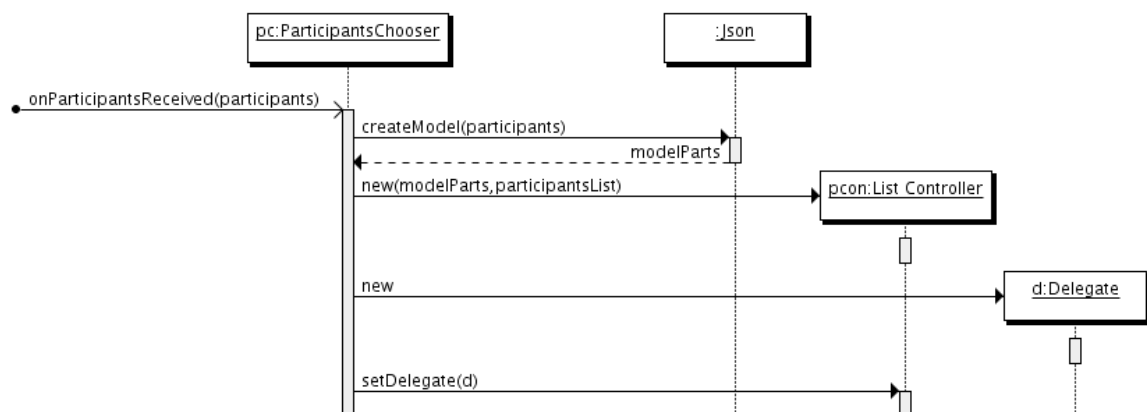 pc:ParticipantsChooser
:Json
onParticipantsReceived(participants)
createModel(participants)
modelParts
new(modelParts,participantsList)
pcon:List Controller
new
d:Delegate
setDelegate(d)